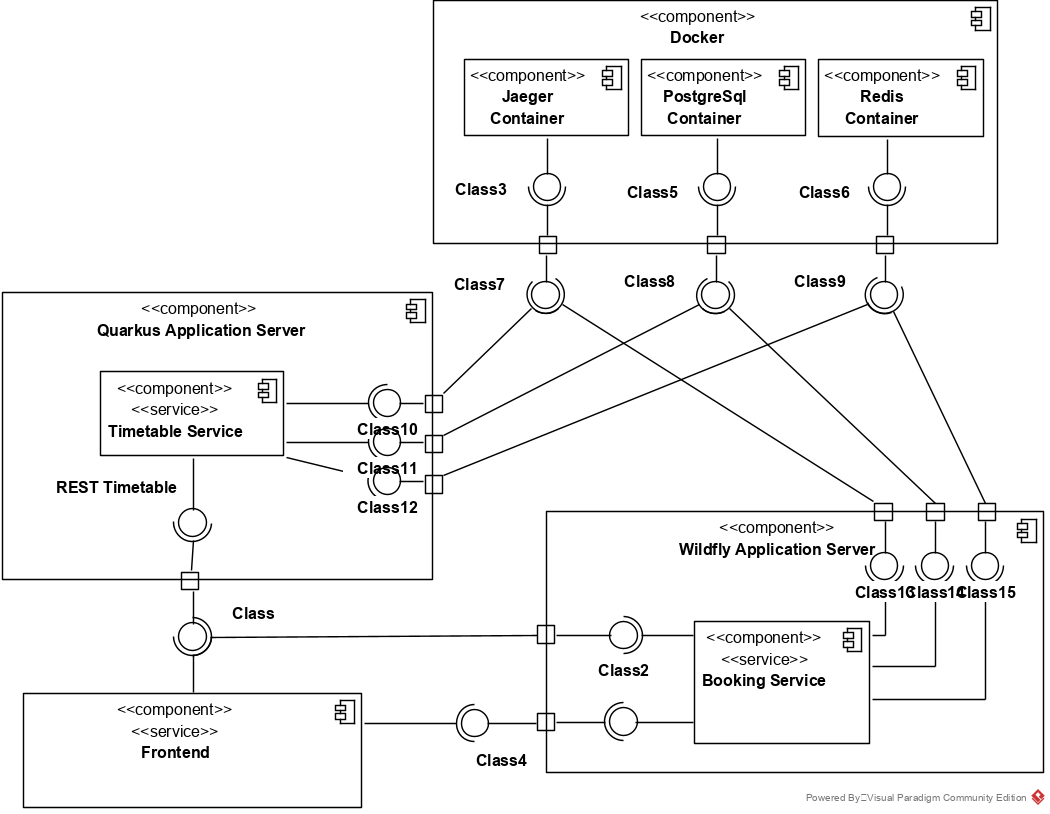 <<component>>
Docker
<<component>>
Jaeger
Container
<<component>>
PostgreSql
Container
<<component>>
Redis
Container
Class3
Class5
Class6
Class7
Class8
Class9
<<component>>
Quarkus Application Server
<<component>>
<<service>>
Timetable Service
Class10
Class11
Class12
REST Timetable
<<component>>
Wildfly Application Server
Class13
Class14
Class15
Class
<<component>>
<<service>>
Booking Service
Class2
<<component>>
<<service>>
Frontend
Class4
Powered By Visual Paradigm Community Edition